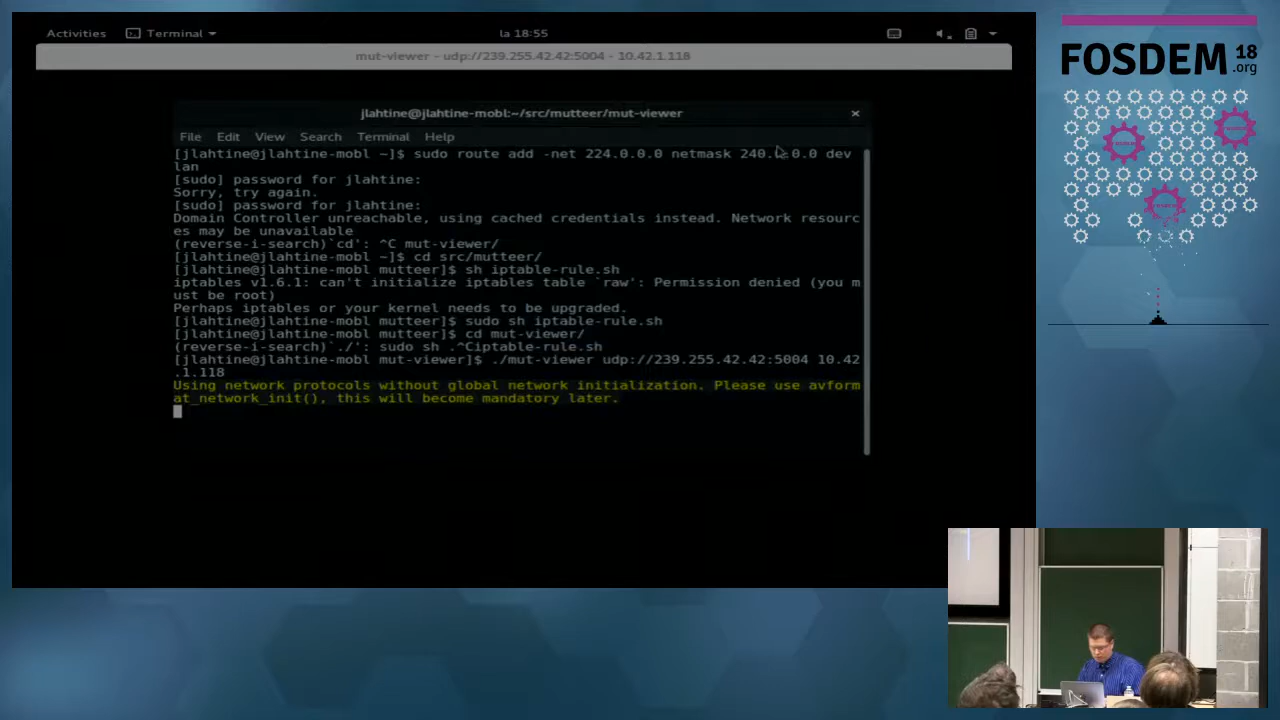 Activities Terminal la 18:55
mut-viewer - udp://239.255.42.42:5004 - 10.42.1.118
jlahtine@jlahtine-mobl:~/src/mutteer/mut-viewer
File Edit View Search Terminal Help
[jlahtine@jlahtine-mobl ~]$ sudo route add -net 224.0.0.0 netmask 240.0.0.0 dev
lan
[sudo] password for jlahtine:
Sorry, try again.
[sudo] password for jlahtine:
Domain Controller unreachable, using cached credentials instead. Network resourc
es may be unavailable
(reverse-i-search)`cd': ^C mut-viewer/
[jlahtine@jlahtine-mobl ~]$ cd src/mutteer/
[jlahtine@jlahtine-mobl mutteer]$ sh iptable-rule.sh
iptables v1.6.1: can't initialize iptables table `raw': Permission denied (you m
ust be root)
Perhaps iptables or your kernel needs to be upgraded.
[jlahtine@jlahtine-mobl mutteer]$ sudo sh iptable-rule.sh
[jlahtine@jlahtine-mobl mutteer]$ cd mut-viewer/
(reverse-i-search)`./': sudo sh .^Ciptable-rule.sh
[jlahtine@jlahtine-mobl mut-viewer]$ ./mut-viewer udp://239.255.42.42:5004 10.42
.1.118
Using network protocols without global network initialization. Please use avform
at_network_init(), this will become mandatory later.
FOSDEM 18
.org